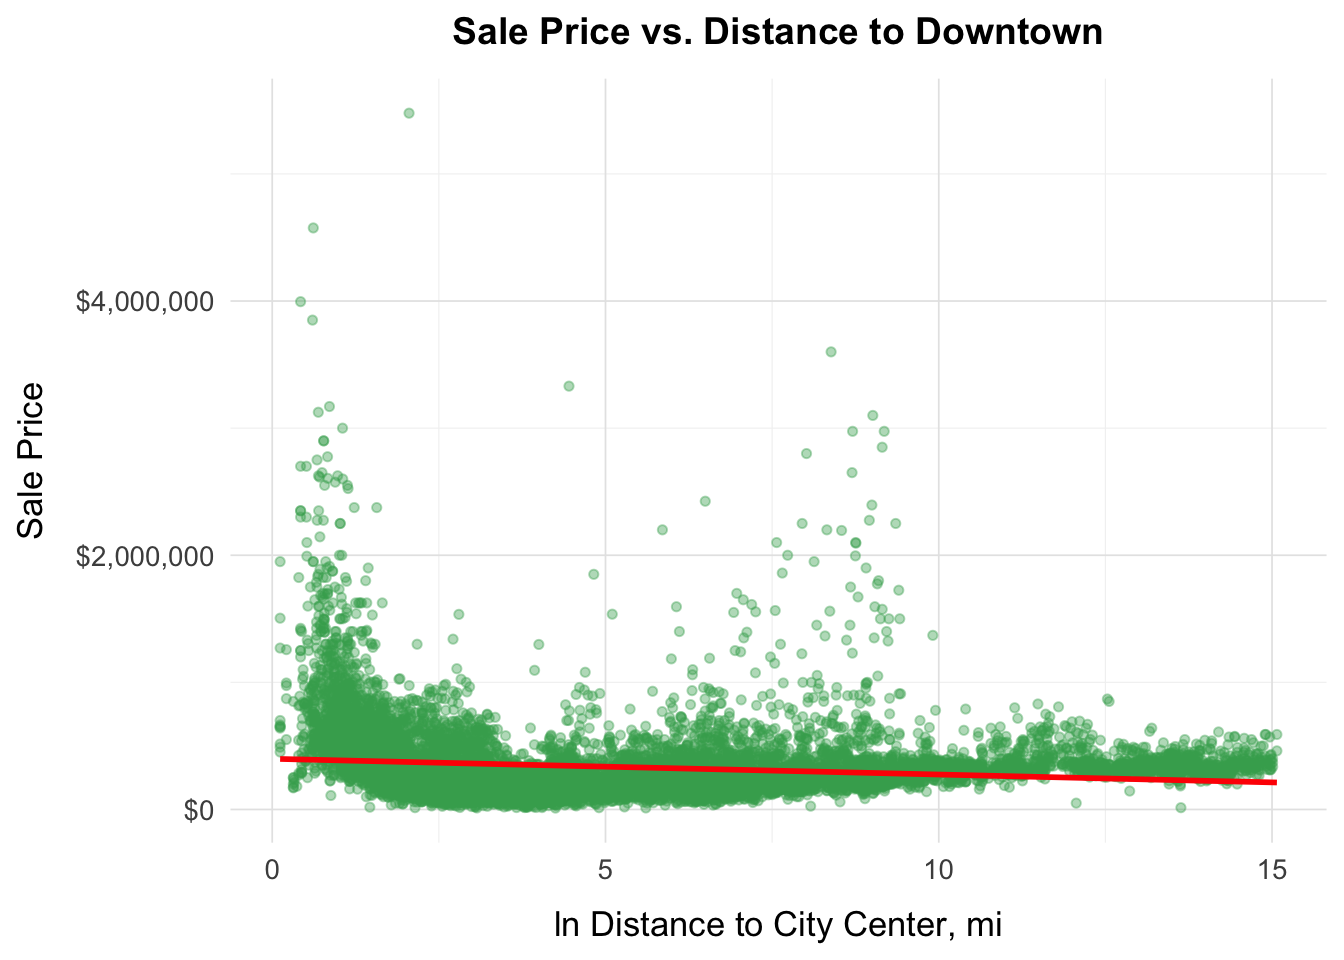 Sale Price vs. Distance to Downtown
Sale Price
$4,000,000
$2,000,000
$0
0 5 10 15
ln Distance to City Center, mi